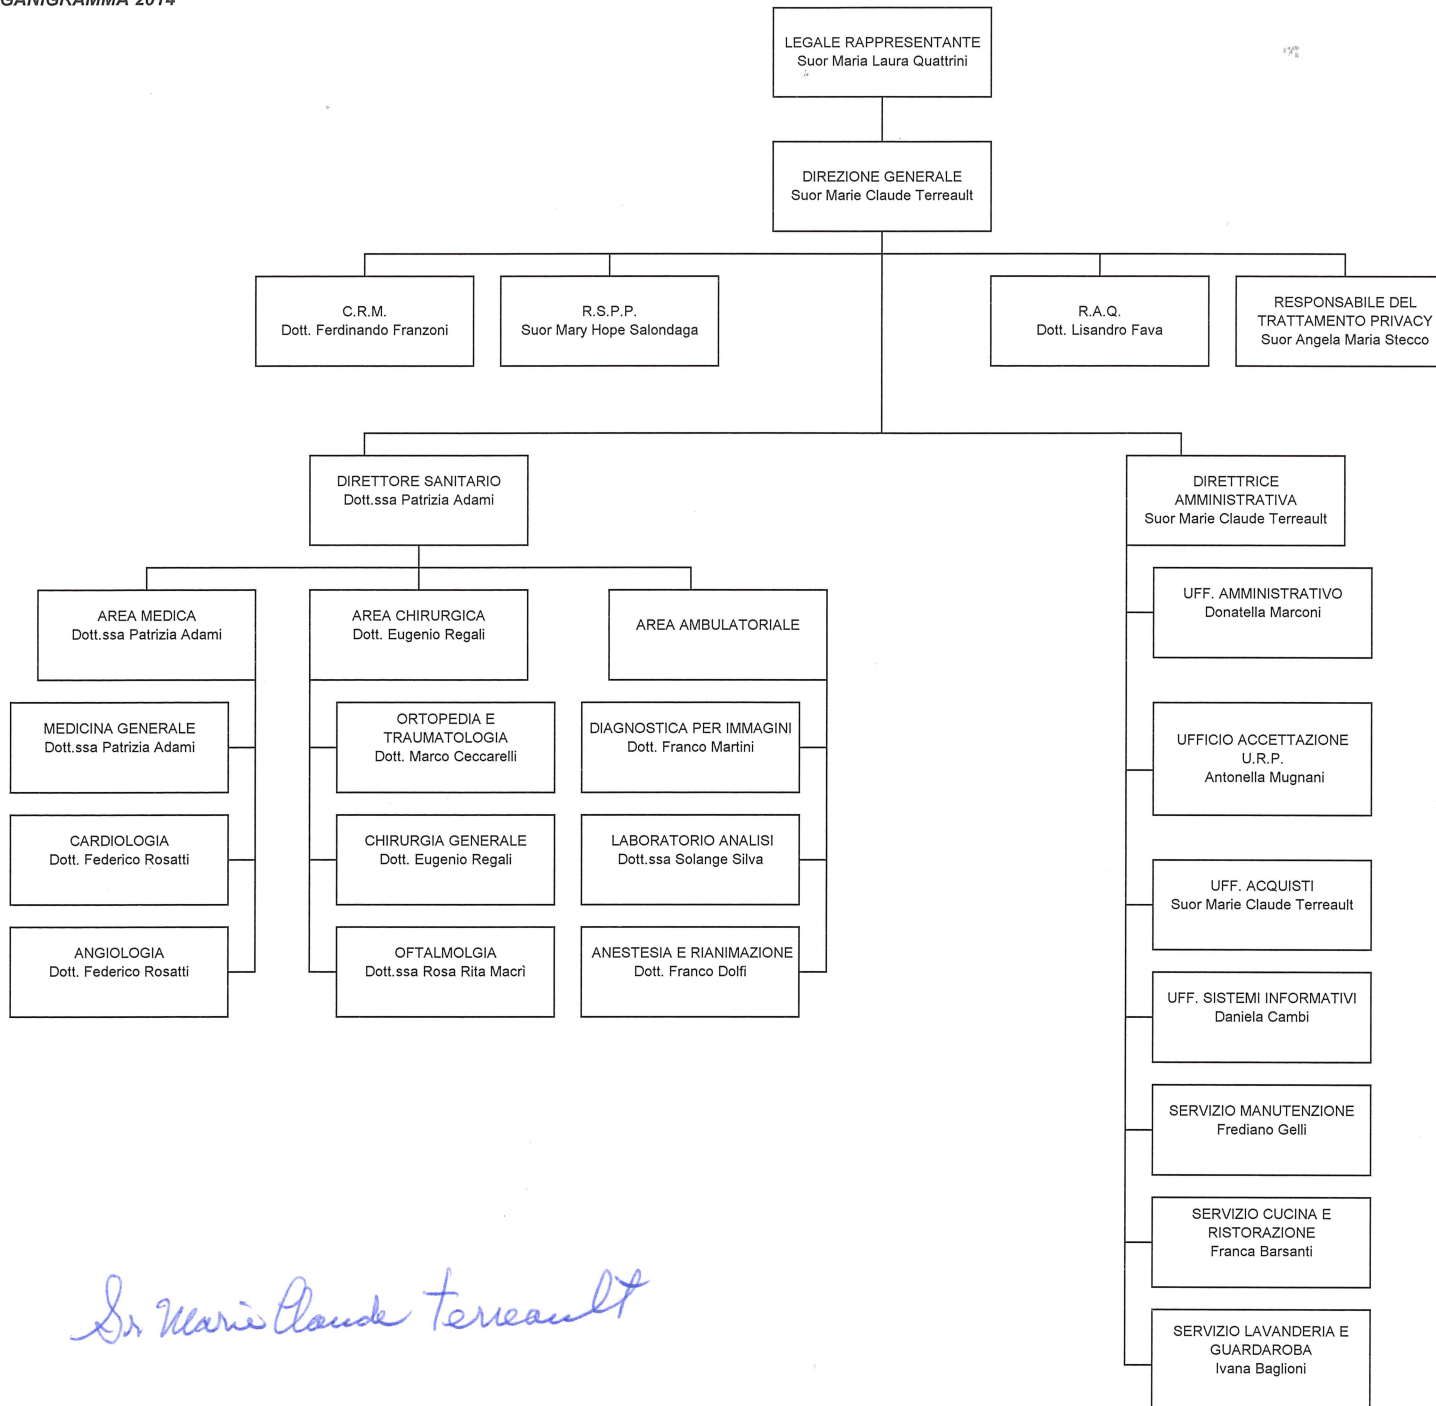 GANIGRAMMA 2014
LEGALE RAPPRESENTANTE
Suor Maria Laura Quattrini
DIREZIONE GENERALE
Suor Marie Claude Terreault
C.R.M.
Dott. Ferdinando Franzoni
R.S.P.P.
Suor Mary Hope Salondaga
R.A.Q.
Dott. Lisandro Fava
RESPONSABILE DEL
TRATTAMENTO PRIVACY
Suor Angela Maria Stecco
DIRETTORE SANITARIO
Dott.ssa Patrizia Adami
DIRETTRICE
AMMINISTRATIVA
Suor Marie Claude Terreault
AREA MEDICA
Dott.ssa Patrizia Adami
MEDICINA GENERALE
Dott.ssa Patrizia Adami
CARDIOLOGIA
Dott. Federico Rosatti
ANGIOLOGIA
Dott. Federico Rosatti
AREA CHIRURGICA
Dott. Eugenio Regali
ORTOPEDIA E
TRAUMATOLOGIA
Dott. Marco Ceccarelli
CHIRURGIA GENERALE
Dott. Eugenio Regali
OFTALMOLGIA
Dott.ssa Rosa Rita Macrì
AREA AMBULATORIALE
DIAGNOSTICA PER IMMAGINI
Dott. Franco Martini
LABORATORIO ANALISI
Dott.ssa Solange Silva
ANESTESIA E RIANIMAZIONE
Dott. Franco Dolfi
UFF. AMMINISTRATIVO
Donatella Marconi
UFFICIO ACCETTAZIONE
U.R.P.
Antonella Mugnani
UFF. ACQUISTI
Suor Marie Claude Terreault
UFF. SISTEMI INFORMATIVI
Daniela Cambi
SERVIZIO MANUTENZIONE
Frediano Gelli
SERVIZIO CUCINA E
RISTORAZIONE
Franca Barsanti
SERVIZIO LAVANDERIA E
GUARDAROBA
Ivana Baglioni
Sr Marie Claude Terreault